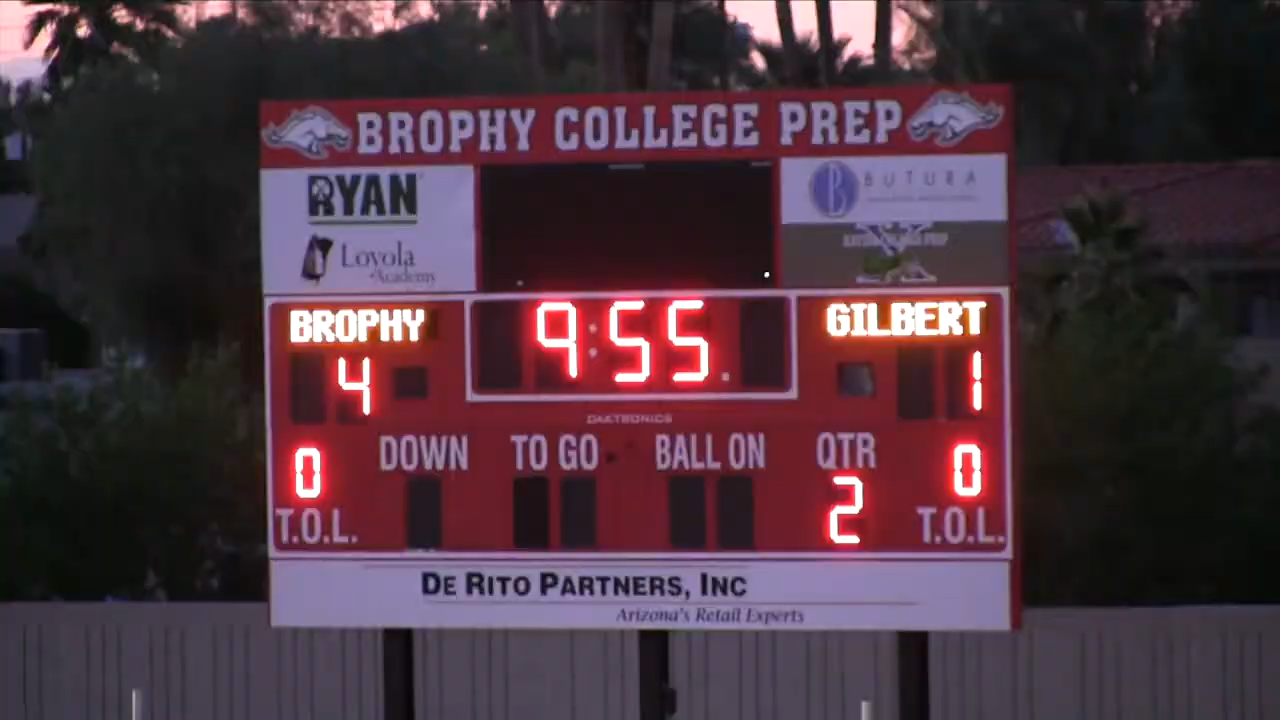 BROPHY COLLEGE PREP
RYAN
Loyola
Academy
B BUTURA
BROPHY
9:55
GILBERT
4
1
DAKTRONICS
DOWN
TO GO
BALL ON
QTR
0
0
2
T.O.L.
T.O.L.
DE RITO PARTNERS, INC
Arizona's Retail Experts